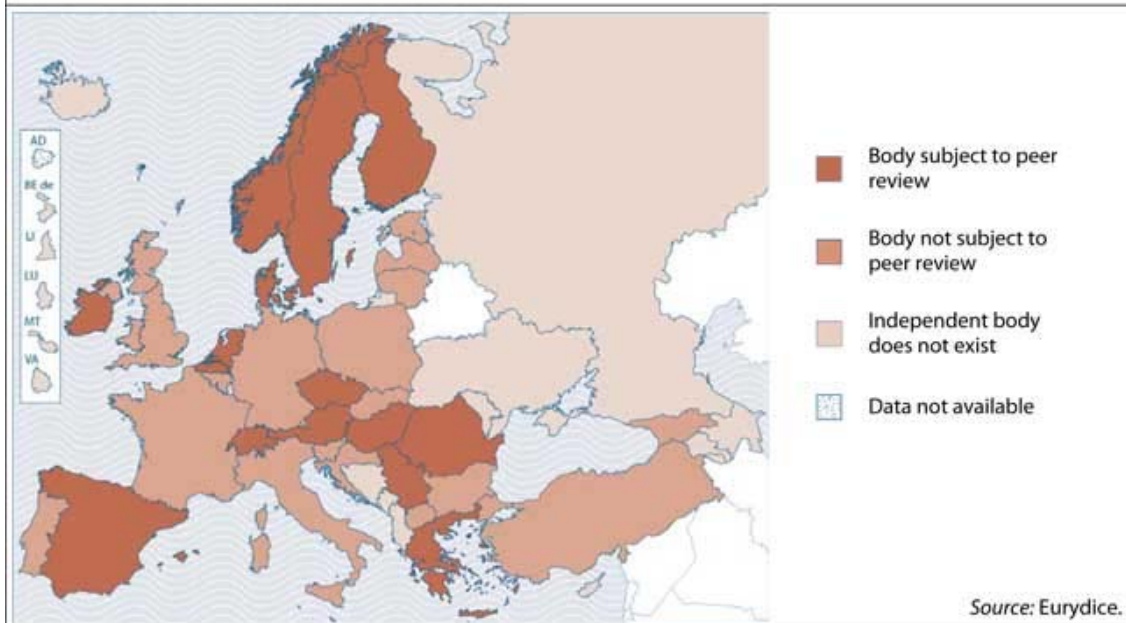 AD
BE de
LI
LU
MT
VA
Body subject to peer
review
Body not subject to
peer review
Independent body
does not exist
Data not available
Source: Eurydice.